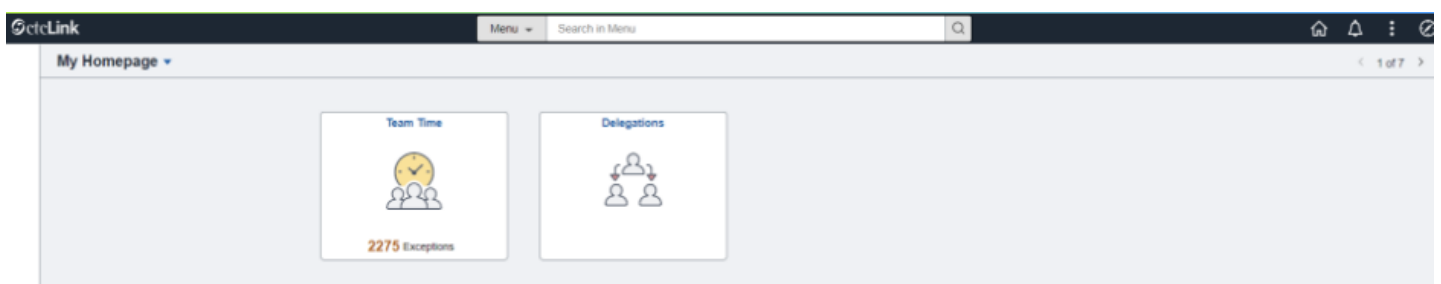 ctcLink
Menu Search in Menu
My Homepage
1 of 7
Team Time
Delegations
2275 Exceptions